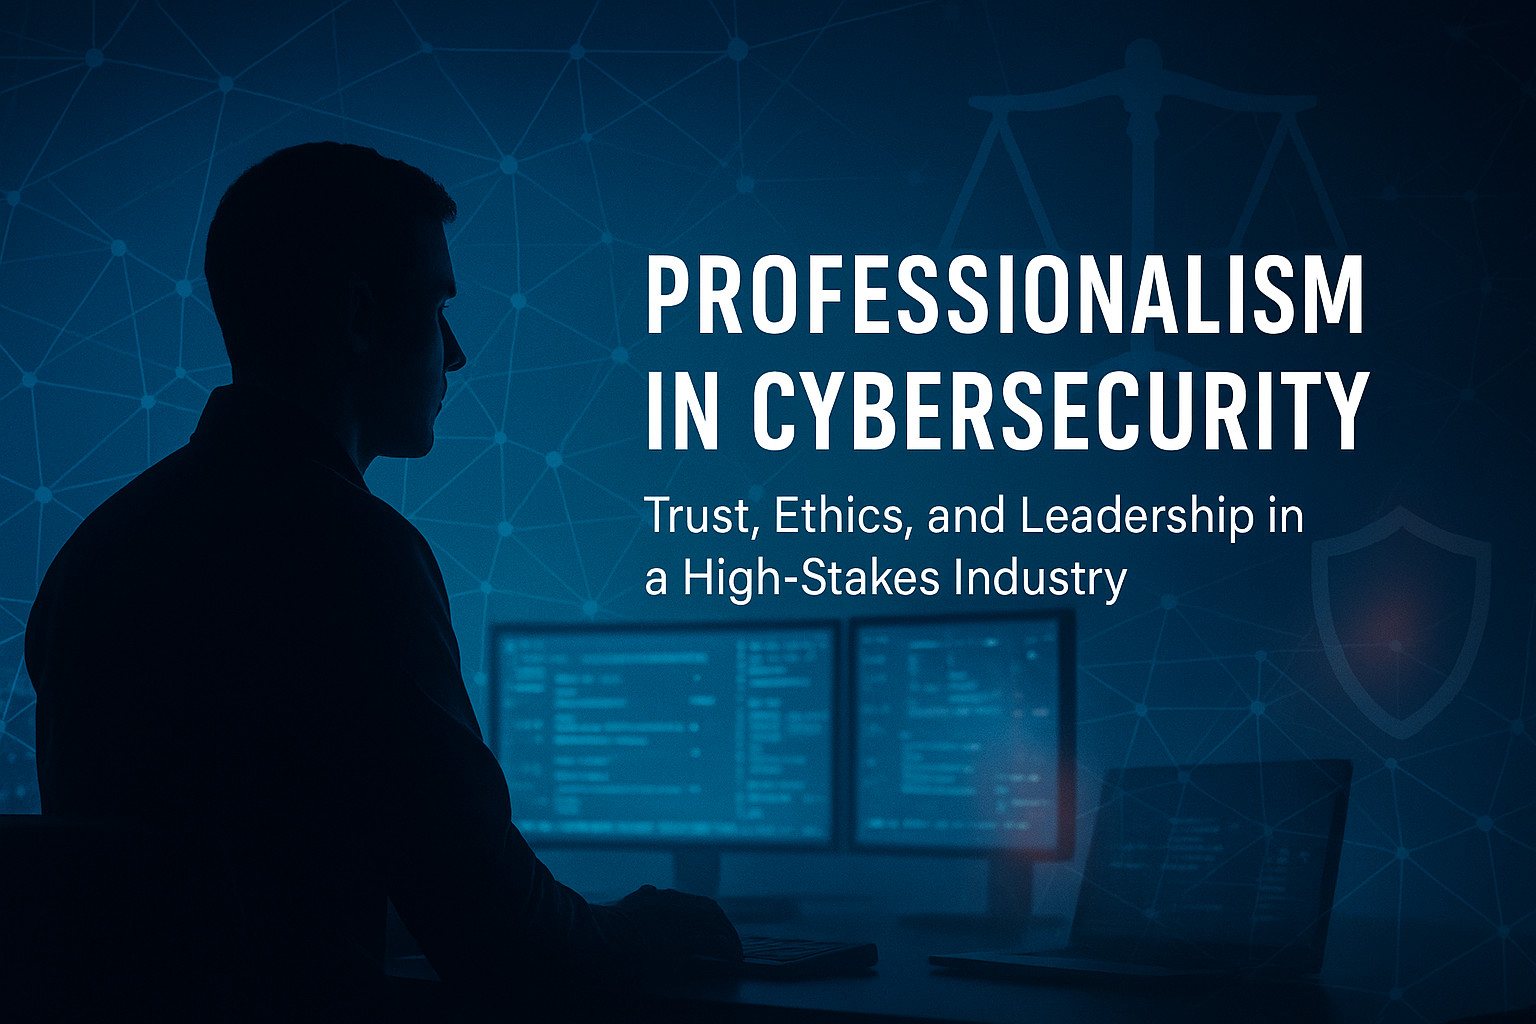 PROFESSIONALISM
IN CYBERSECURITY
Trust, Ethics, and Leadership in
a High-Stakes Industry